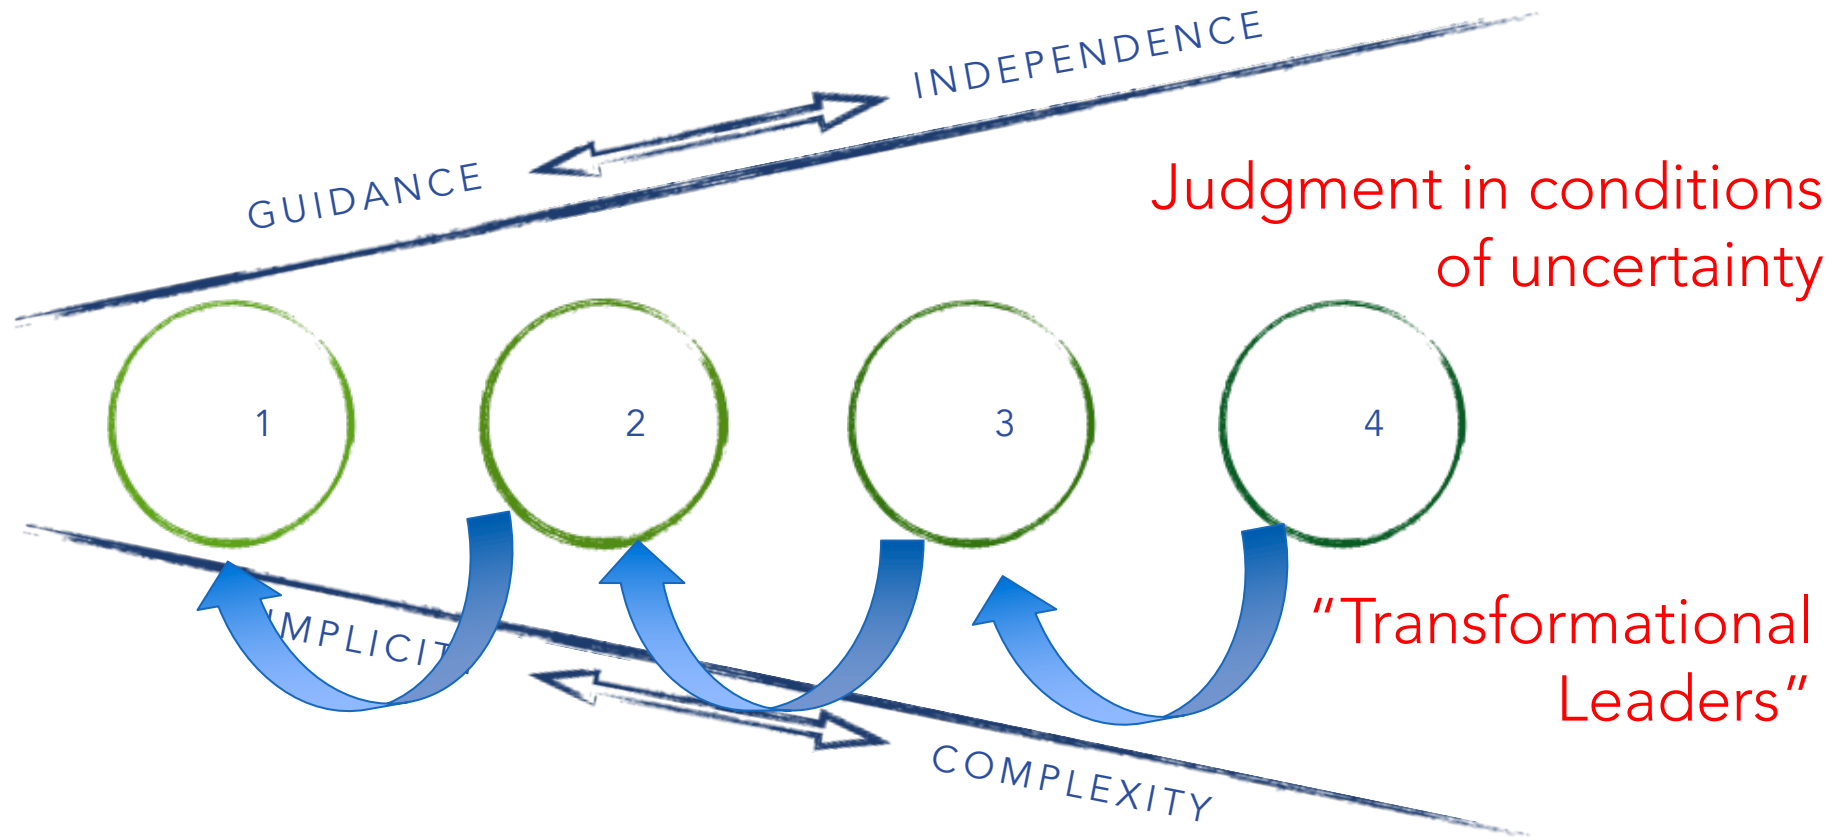 INDEPENDENCE
GUIDANCE
Judgment in conditions
of uncertainty
1 2 3 4
"Transformational
Leaders"
COMPLEXITY